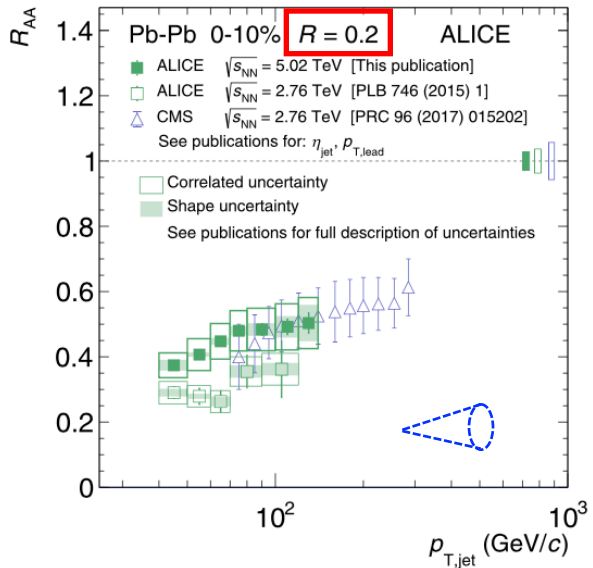 R_AA
1.4
1.2
1
0.8
0.6
0.4
0.2
0
Pb-Pb 0-10% R = 0.2 ALICE
ALICE √s_NN = 5.02 TeV [This publication]
ALICE √s_NN = 2.76 TeV [PLB 746 (2015) 1]
CMS √s_NN = 2.76 TeV [PRC 96 (2017) 015202]
See publications for: η_jet, p_T,lead
Correlated uncertainty
Shape uncertainty
See publications for full description of uncertainties
10² 10³
p_T,jet (GeV/c)